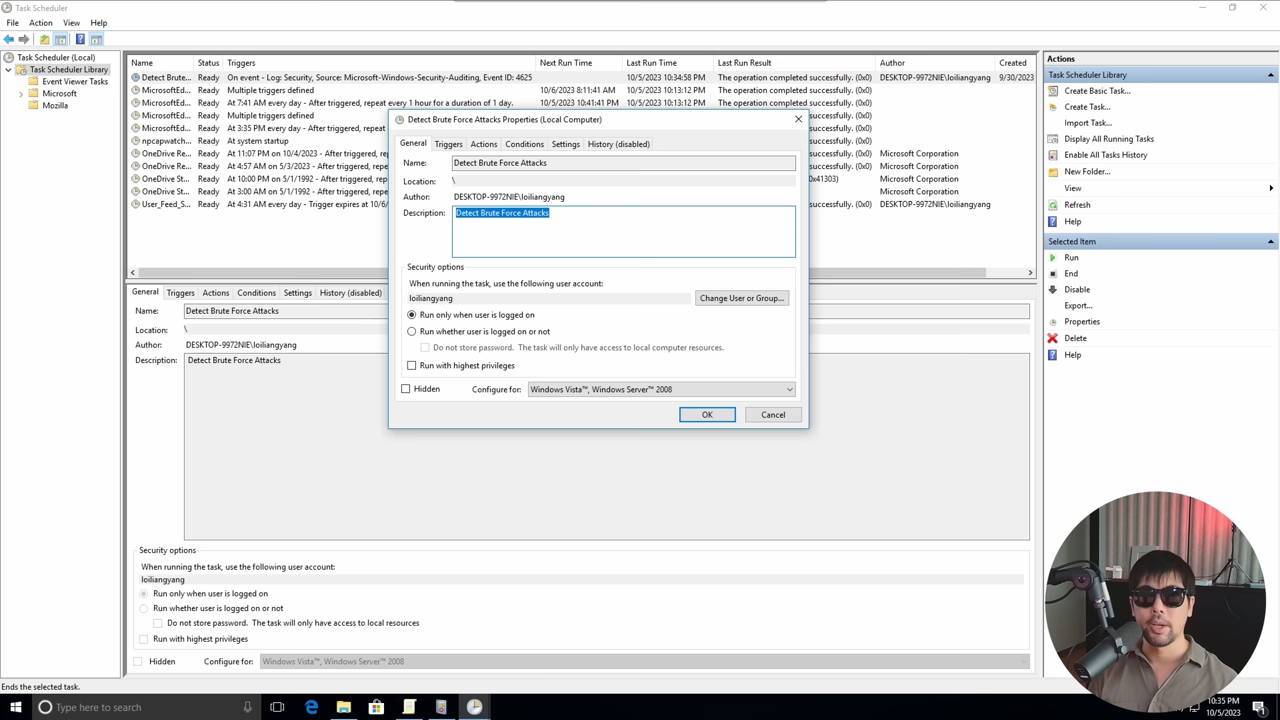 Task Scheduler
File Action View Help
Task Scheduler (Local)
Task Scheduler Library
Event Viewer Tasks
Microsoft
Mozilla
Name Status Triggers Next Run Time Last Run Time Last Run Result Author Created
Detect Brute... Ready On event - Log: Security, Source: Microsoft-Windows-Security-Auditing, Event ID: 4625 10/5/2023 10:34:58 PM The operation completed successfully. (0x0) DESKTOP-9972NIE\loiliangyang 9/30/2023
MicrosoftEd... Ready Multiple triggers defined 10/6/2023 8:11:41 AM 10/5/2023 10:13:12 PM The operation completed successfully. (0x0)
MicrosoftEd... Ready At 7:41 AM every day - After triggered, repeat every 1 hour for a duration of 1 day. 10/5/2023 10:41:41 PM 10/5/2023 10:13:12 PM The operation completed successfully. (0x0)
MicrosoftEd... Ready Multiple triggers defined successfully. (0x0)
MicrosoftEd... Ready At 3:35 PM every day - After triggered, repeat successfully. (0x0)
npcapwatch... Ready At system startup successfully. (0x0)
OneDrive Re... Ready At 11:07 PM on 10/4/2023 - After triggered, re successfully. (0x0) Microsoft Corporation
OneDrive Re... Ready At 4:57 AM on 5/3/2023 - After triggered, repe successfully. (0x0) Microsoft Corporation
OneDrive St... Ready At 10:00 PM on 5/1/1992 - After triggered, rep x41303) Microsoft Corporation
OneDrive St... Ready At 3:00 AM on 5/1/1992 - After triggered, repe successfully. (0x0) Microsoft Corporation
User_Feed_S... Ready At 4:31 AM every day - Trigger expires at 10/6/ successfully. (0x0) DESKTOP-9972NIE\loiliangyang
Detect Brute Force Attacks Properties (Local Computer)
General Triggers Actions Conditions Settings History (disabled)
Name: Detect Brute Force Attacks
Location: \
Author: DESKTOP-9972NIE\loiliangyang
Description: Detect Brute Force Attacks
Security options
When running the task, use the following user account:
loiliangyang Change User or Group...
Run only when user is logged on
Run whether user is logged on or not
Do not store password. The task will only have access to local computer resources.
Run with highest privileges
Hidden Configure for: Windows Vista™, Windows Server™ 2008
OK Cancel
General Triggers Actions Conditions Settings History (disabled)
Name: Detect Brute Force Attacks
Location: \
Author: DESKTOP-9972NIE\loiliangyang
Description: Detect Brute Force Attacks
Security options
When running the task, use the following user account:
loiliangyang
Run only when user is logged on
Run whether user is logged on or not
Do not store password. The task will only have access to local resources
Run with highest privileges
Hidden Configure for: Windows Vista™, Windows Server™ 2008
Actions
Task Scheduler Library
Create Basic Task...
Create Task...
Import Task...
Display All Running Tasks
Enable All Tasks History
New Folder...
View
Refresh
Help
Selected Item
Run
End
Disable
Export...
Properties
Delete
Help
Ends the selected task.
Type here to search
10:35 PM
10/5/2023
1